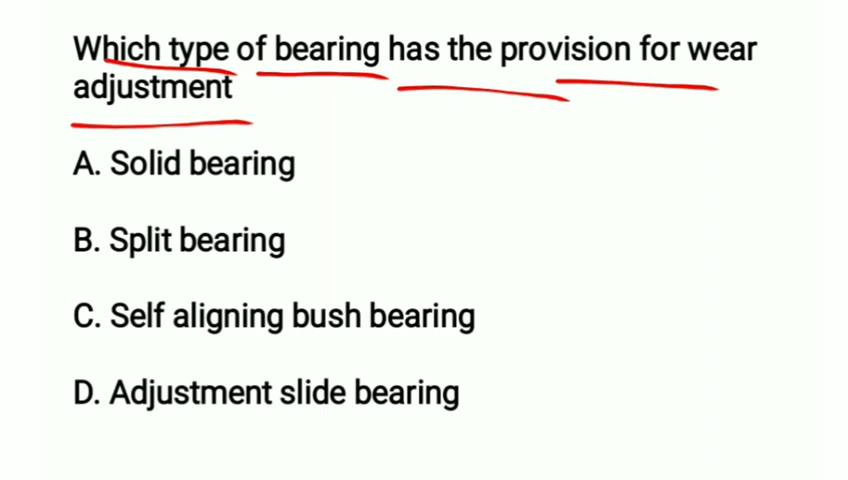 Which type of bearing has the provision for wear
adjustment
A. Solid bearing
B. Split bearing
C. Self aligning bush bearing
D. Adjustment slide bearing